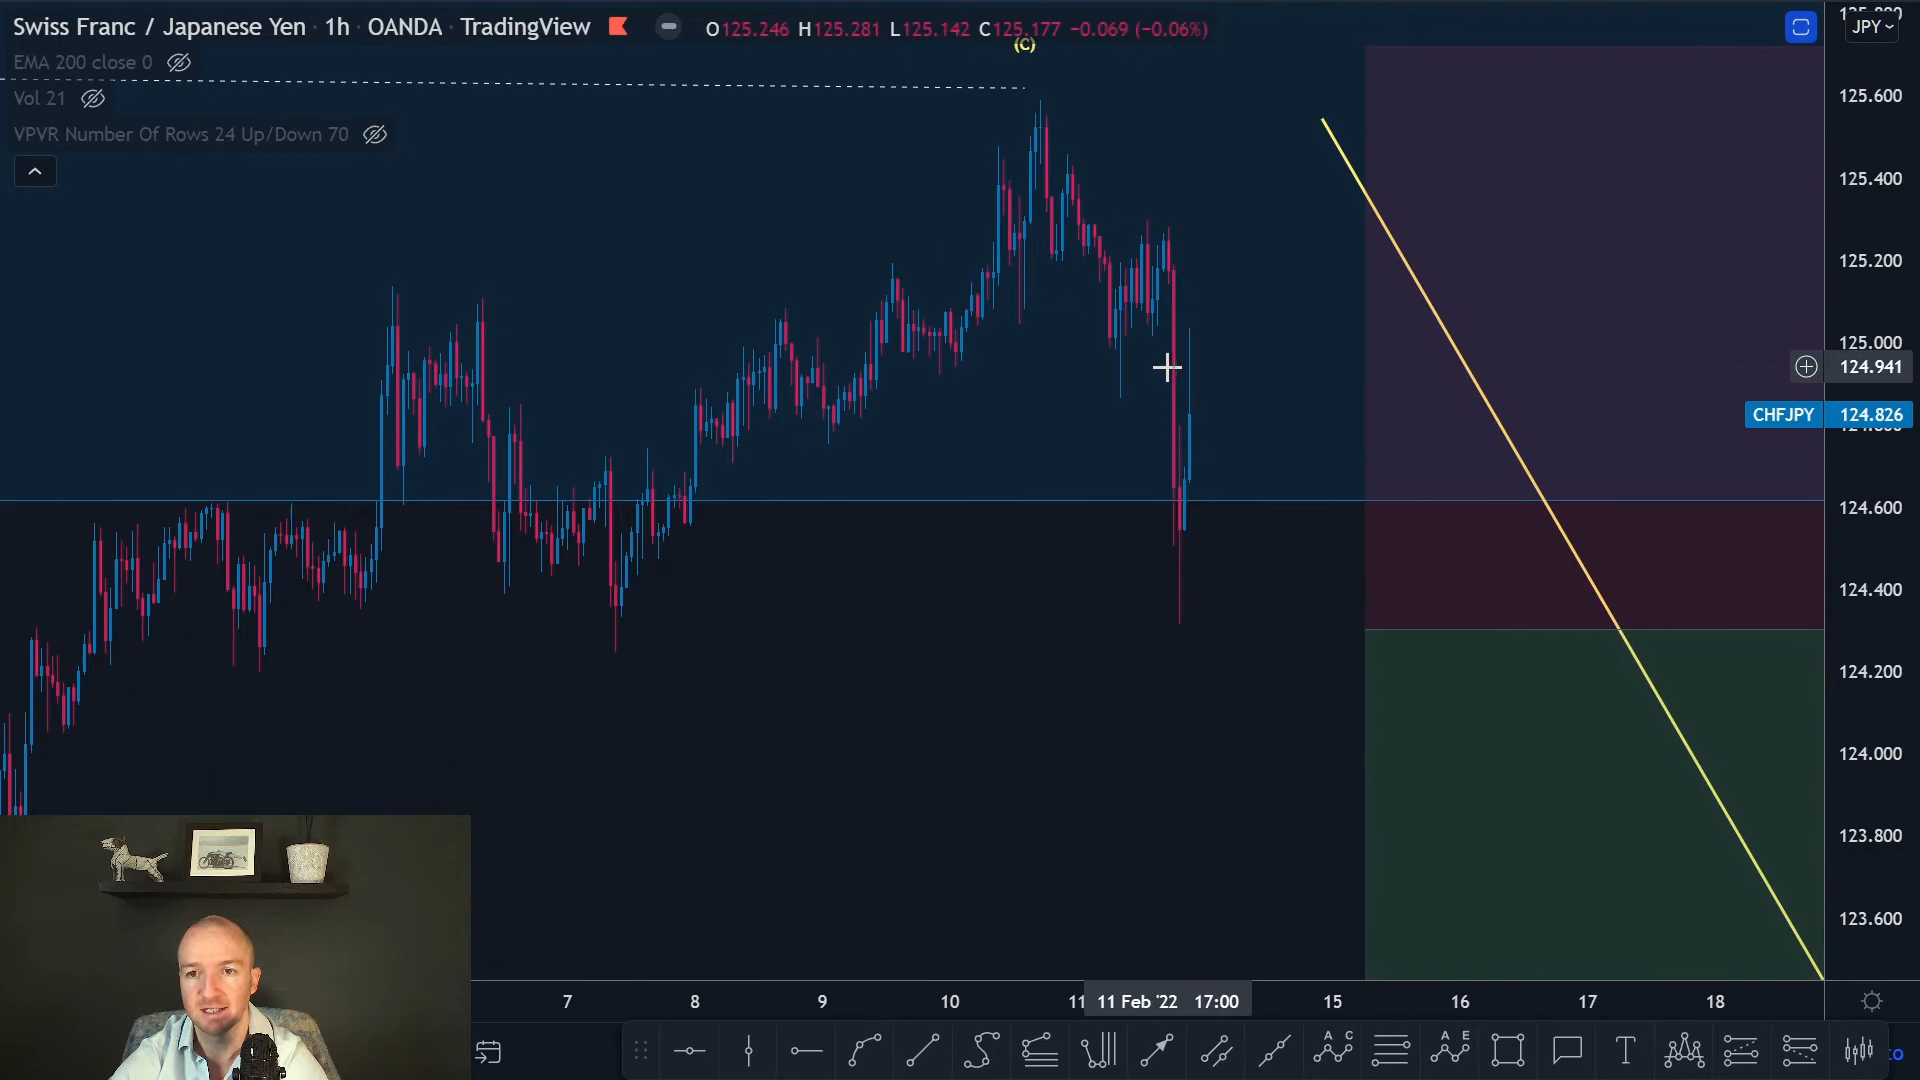 Swiss Franc / Japanese Yen · 1h · OANDA · TradingView O125.246 H125.281 L125.142 C125.177 −0.069 (−0.06%)
JPY
(C)
EMA 200 close 0
Vol 21
VPVR Number Of Rows 24 Up/Down 70
125.600
125.400
125.200
125.000
124.941
CHFJPY 124.826
124.600
124.400
124.200
124.000
123.800
123.600
7 8 9 10 11 11 Feb '22 17:00 15 16 17 18
A C
A E
T